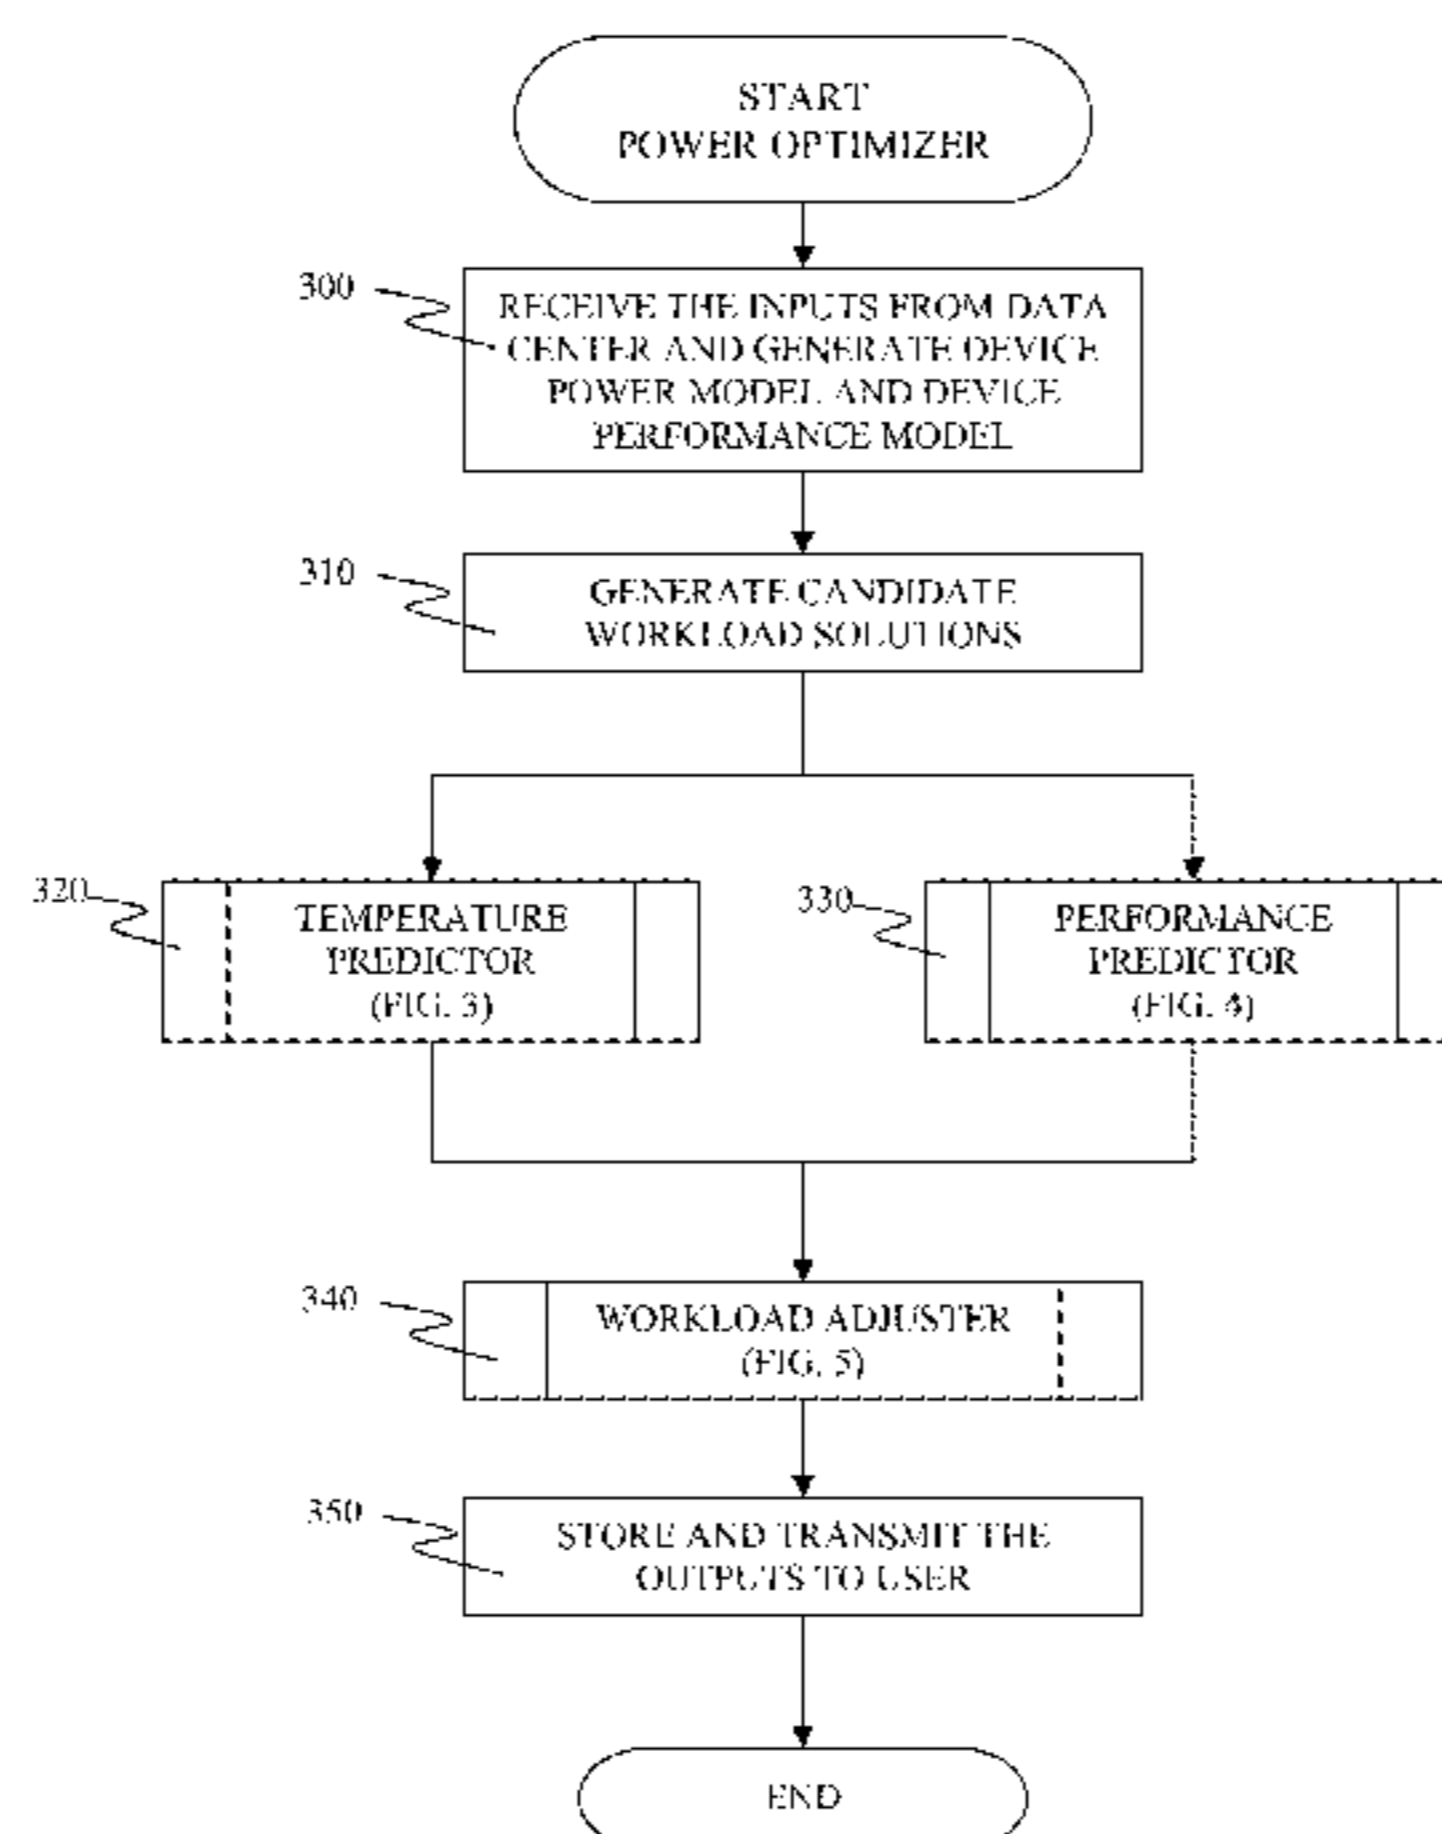 START
POWER OPTIMIZER
300
RECEIVE THE INPUTS FROM DATA
CENTER AND GENERATE DEVICE
POWER MODEL AND DEVICE
PERFORMANCE MODEL
310
GENERATE CANDIDATE
WORKLOAD SOLUTIONS
320
TEMPERATURE
PREDICTOR
(FIG. 3)
330
PERFORMANCE
PREDICTOR
(FIG. 4)
340
WORKLOAD ADJUSTER
(FIG. 5)
350
STORE AND TRANSMIT THE
OUTPUTS TO USER
END